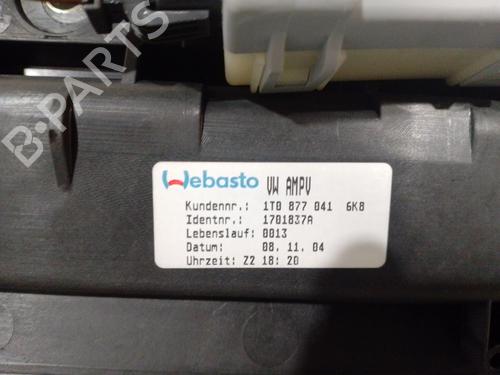 B-PARTS
Webasto VW AMPV
Kundennr.: 1T0 877 041 6K8
Identnr.: 1701837A
Lebenslauf: 0013
Datum: 08. 11. 04
Uhrzeit: 22 18: 20